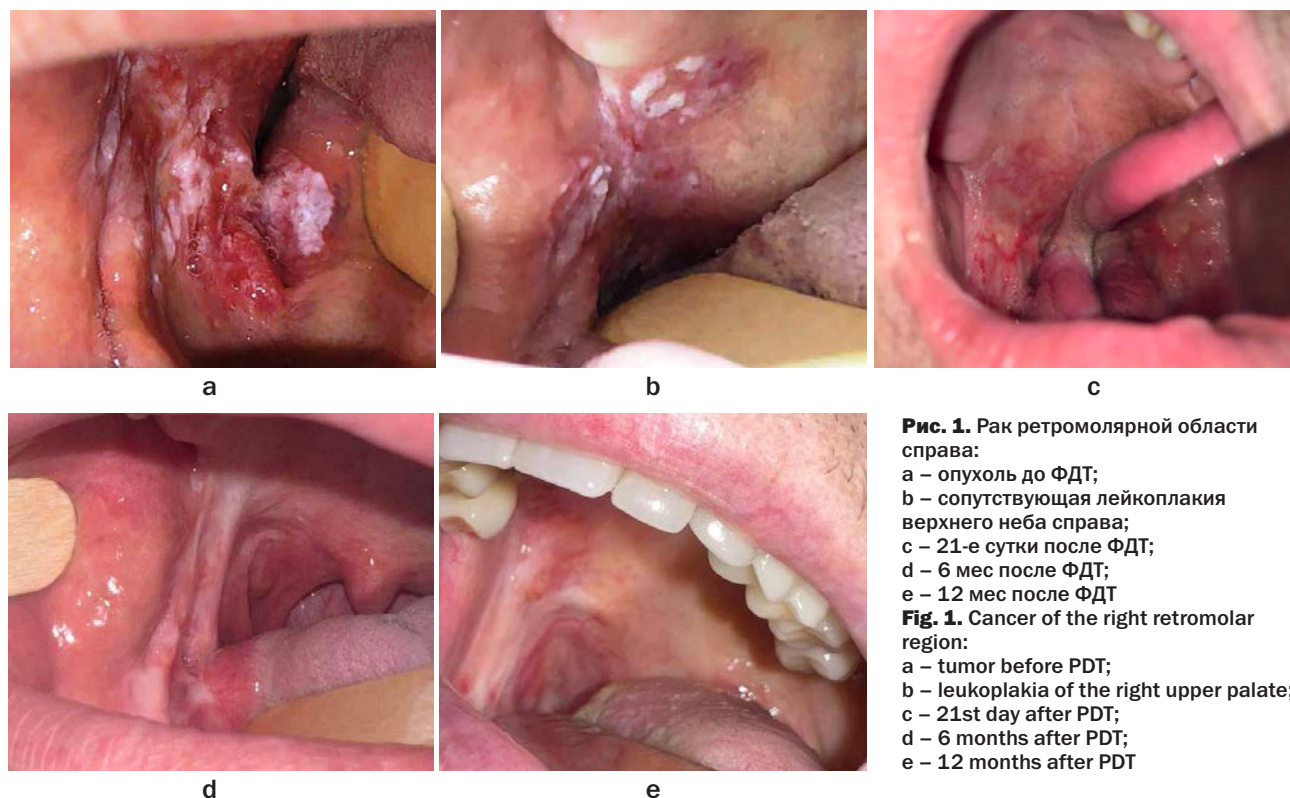 a
b
c
d
e
Рис. 1. Рак ретромолярной области
справа:
a – опухоль до ФДТ;
b – сопутствующая лейкоплакия
верхнего неба справа;
c – 21-е сутки после ФДТ;
d – 6 мес после ФДТ;
e – 12 мес после ФДТ
Fig. 1. Cancer of the right retromolar
region:
a – tumor before PDT;
b – leukoplakia of the right upper palate;
c – 21st day after PDT;
d – 6 months after PDT;
e – 12 months after PDT